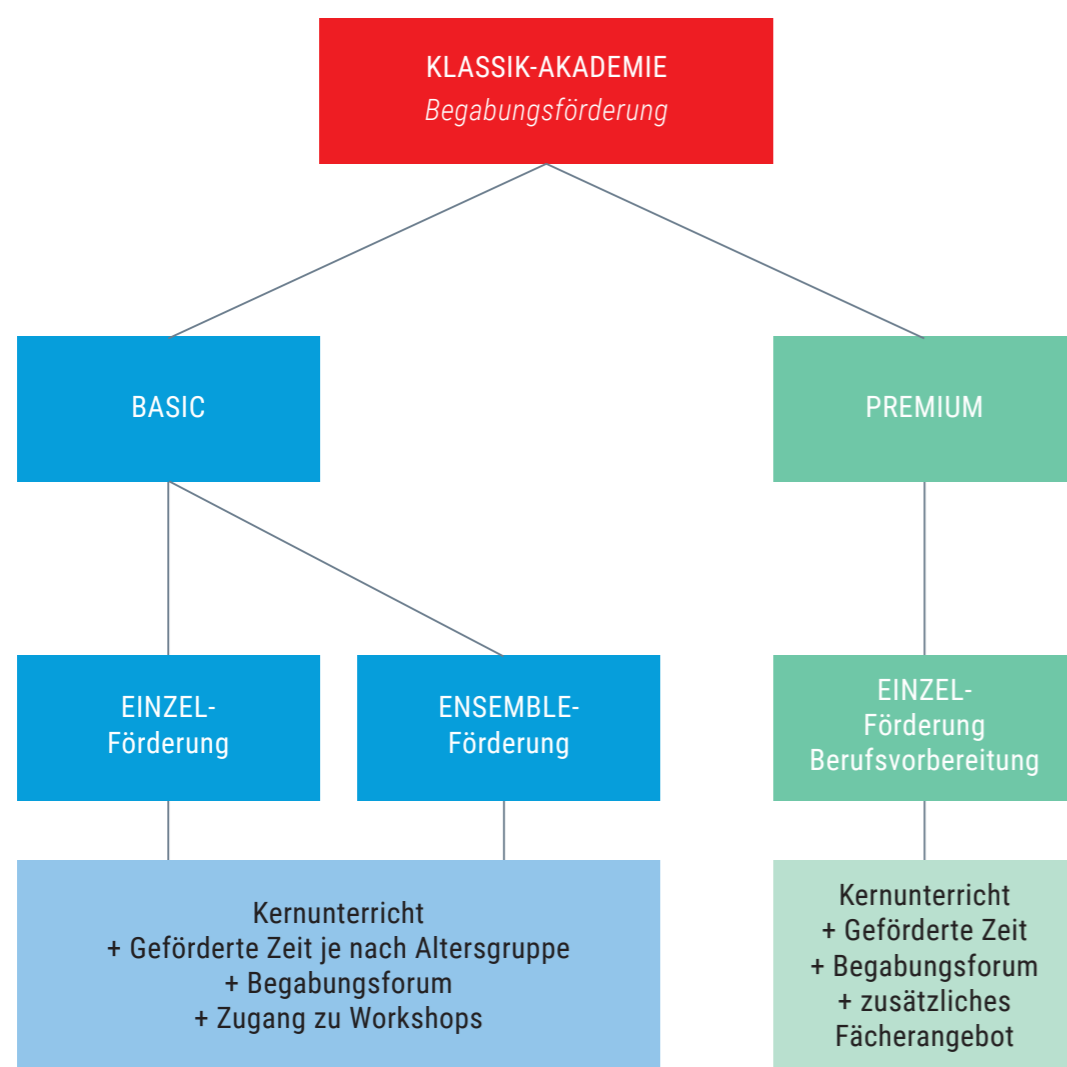 KLASSIK-AKADEMIE
Begabungsförderung
BASIC
PREMIUM
EINZEL-
Förderung
ENSEMBLE-
Förderung
EINZEL-
Förderung
Berufsvorbereitung
Kernunterricht
+ Geförderte Zeit je nach Altersgruppe
+ Begabungsforum
+ Zugang zu Workshops
Kernunterricht
+ Geförderte Zeit
+ Begabungsforum
+ zusätzliches
Fächerangebot